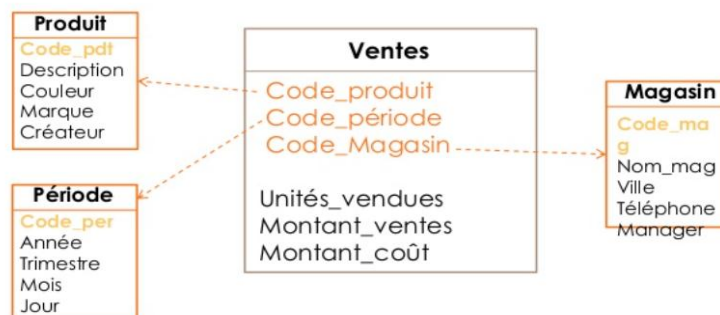 Produit
Code_pdt
Description
Couleur
Marque
Créateur
Période
Code_per
Année
Trimestre
Mois
Jour
Ventes
Code_produit
Code_période
Code_Magasin
Unités_vendues
Montant_ventes
Montant_coût
Magasin
Code_ma
g
Nom_mag
Ville
Téléphone
Manager